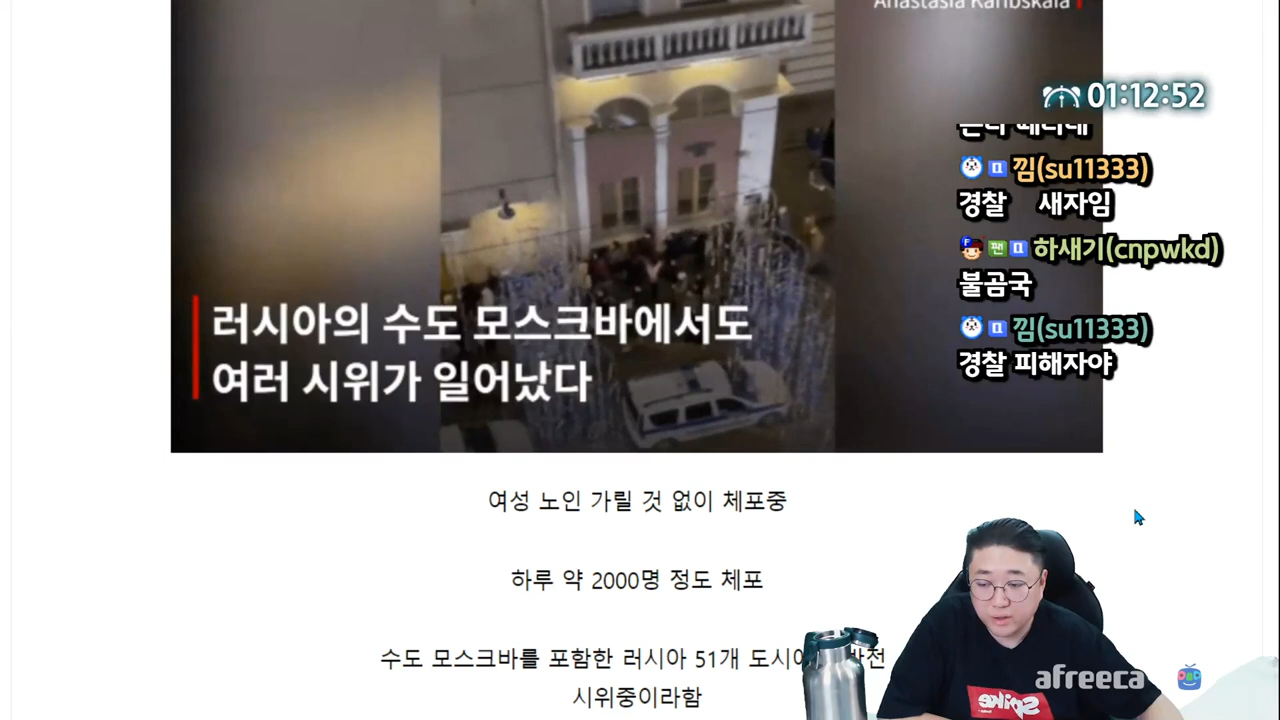 Anastasia
01:12:52
낌(su11333)
경찰 새자임
하새기(cnpwkd)
불곰국
낌(su11333)
경찰 피해자야
러시아의 수도 모스크바에서도
여러 시위가 일어났다
여성 노인 가릴 것 없이 체포중
하루 약 2000명 정도 체포
수도 모스크바를 포함한 러시아 51개
시위중이라함
afreeca
Spike